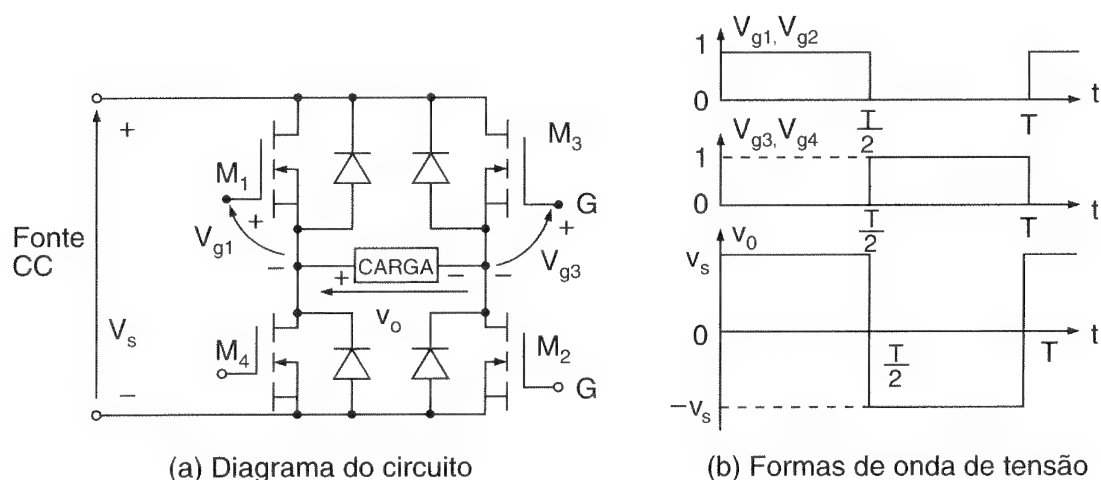 Fonte
CC
+
V_s
−
M_1
V_g1
+
−
M_3
G
+
V_g3
−
+ CARGA −
v_o
M_4
M_2
G
(a) Diagrama do circuito
V_g1, V_g2
1
0
T/2
T
t
V_g3, V_g4
1
0
T/2
T
t
v_0
v_s
0
T/2
T
t
−v_s
(b) Formas de onda de tensão